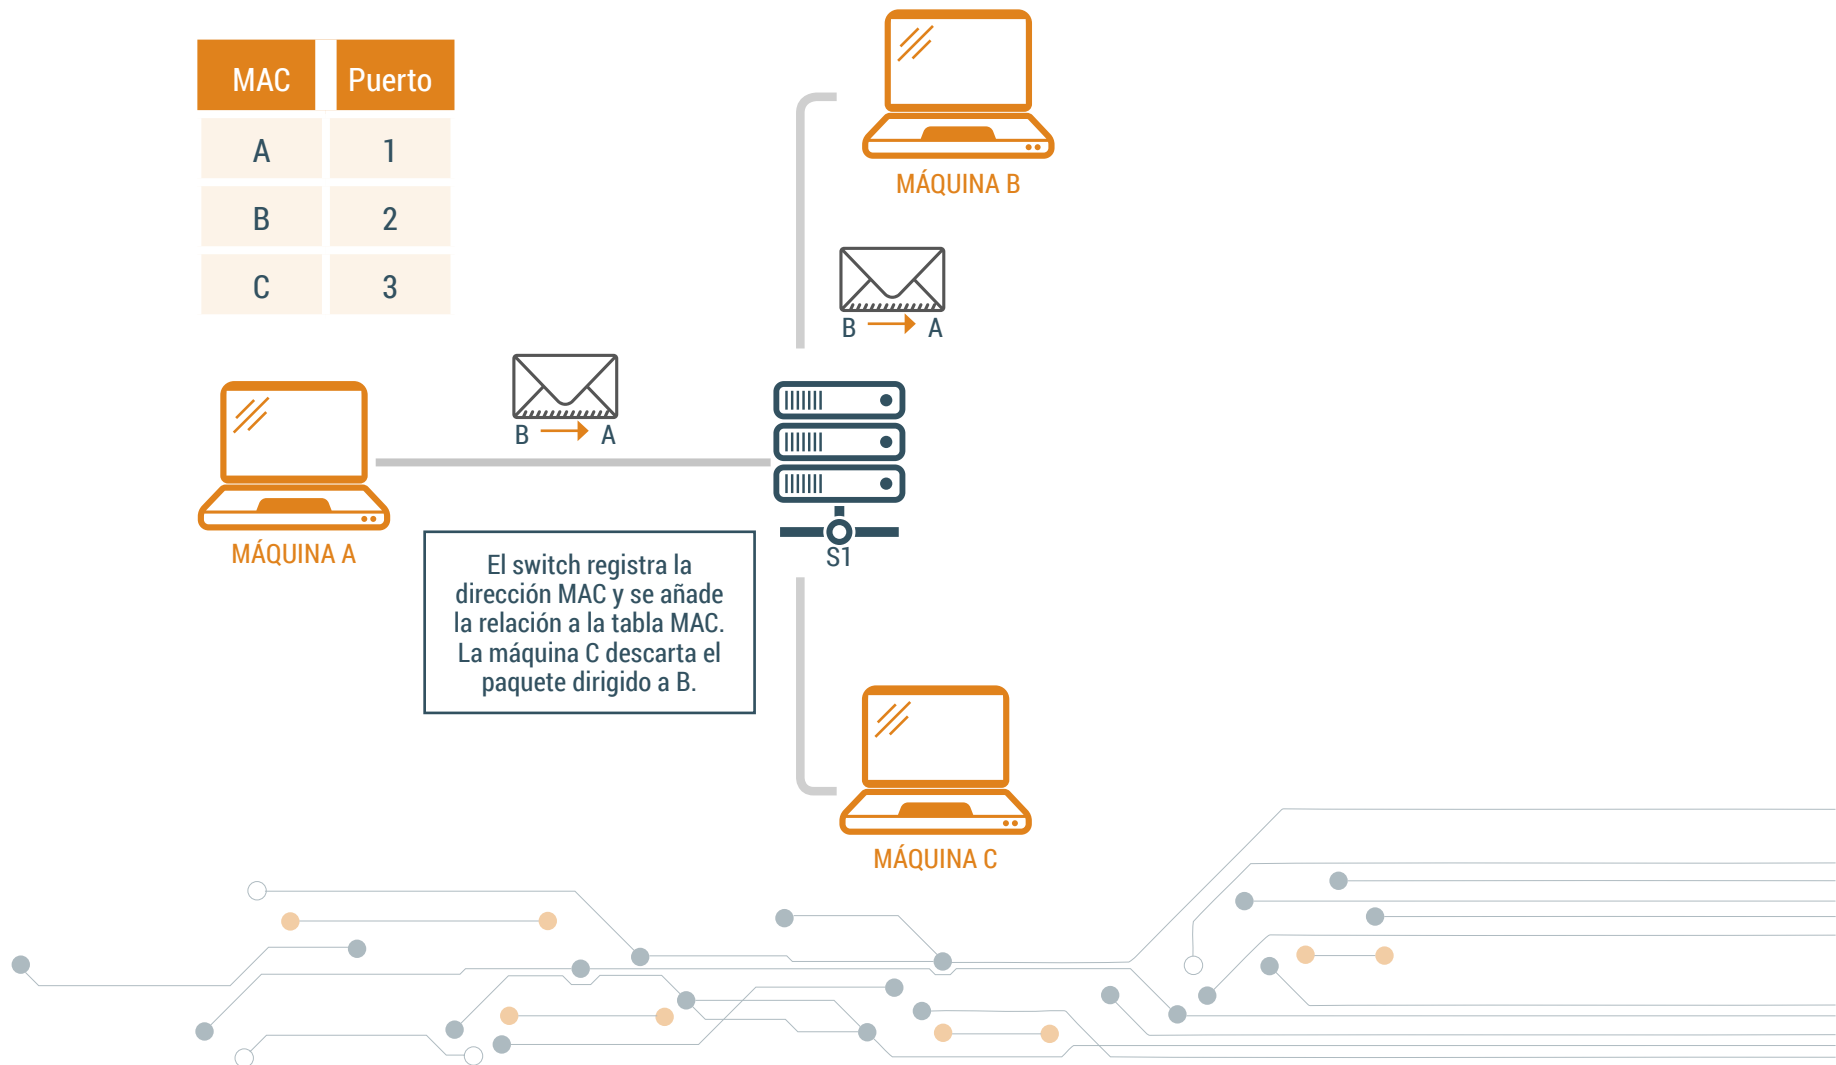 MAC Puerto
A 1
B 2
C 3
MÁQUINA B
B A
B A
MÁQUINA A
S1
El switch registra la
dirección MAC y se añade
la relación a la tabla MAC.
La máquina C descarta el
paquete dirigido a B.
MÁQUINA C